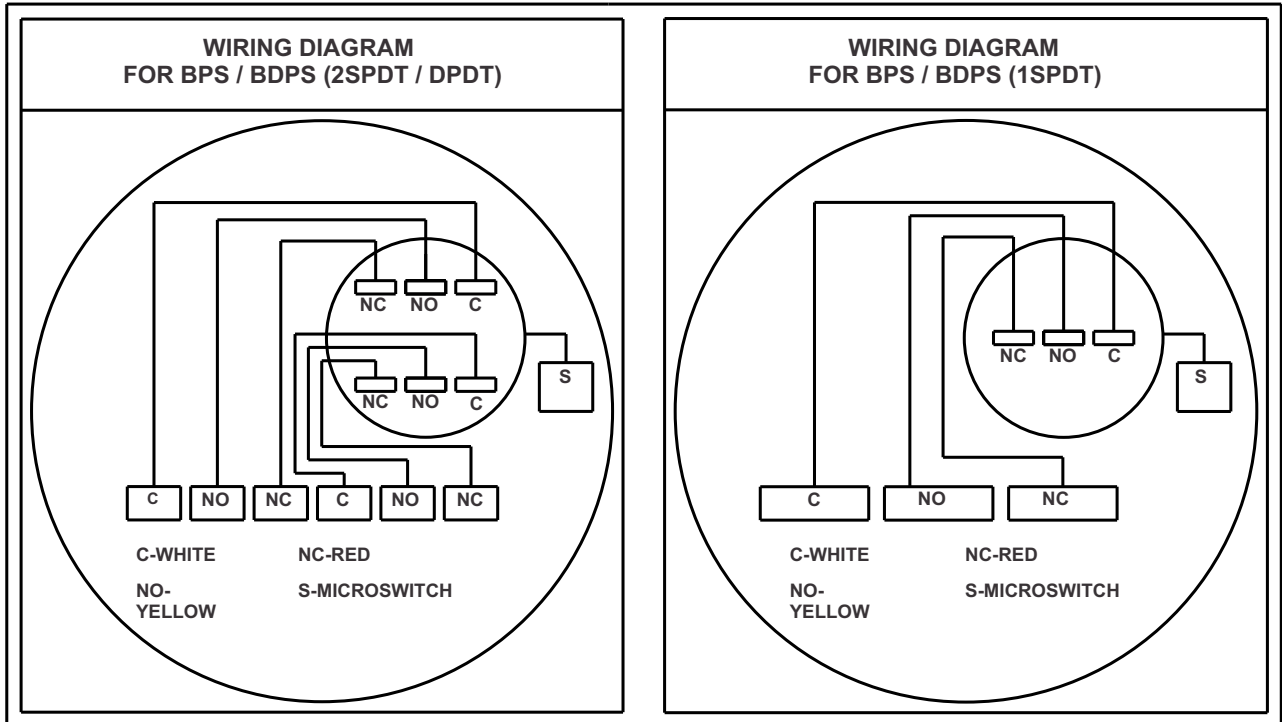 WIRING DIAGRAM
FOR BPS / BDPS (2SPDT / DPDT)
NC NO C
NC NO C
S
C NO NC C NO NC
C-WHITE NC-RED
NO- S-MICROSWITCH
YELLOW
WIRING DIAGRAM
FOR BPS / BDPS (1SPDT)
NC NO C
S
C NO NC
C-WHITE NC-RED
NO- S-MICROSWITCH
YELLOW